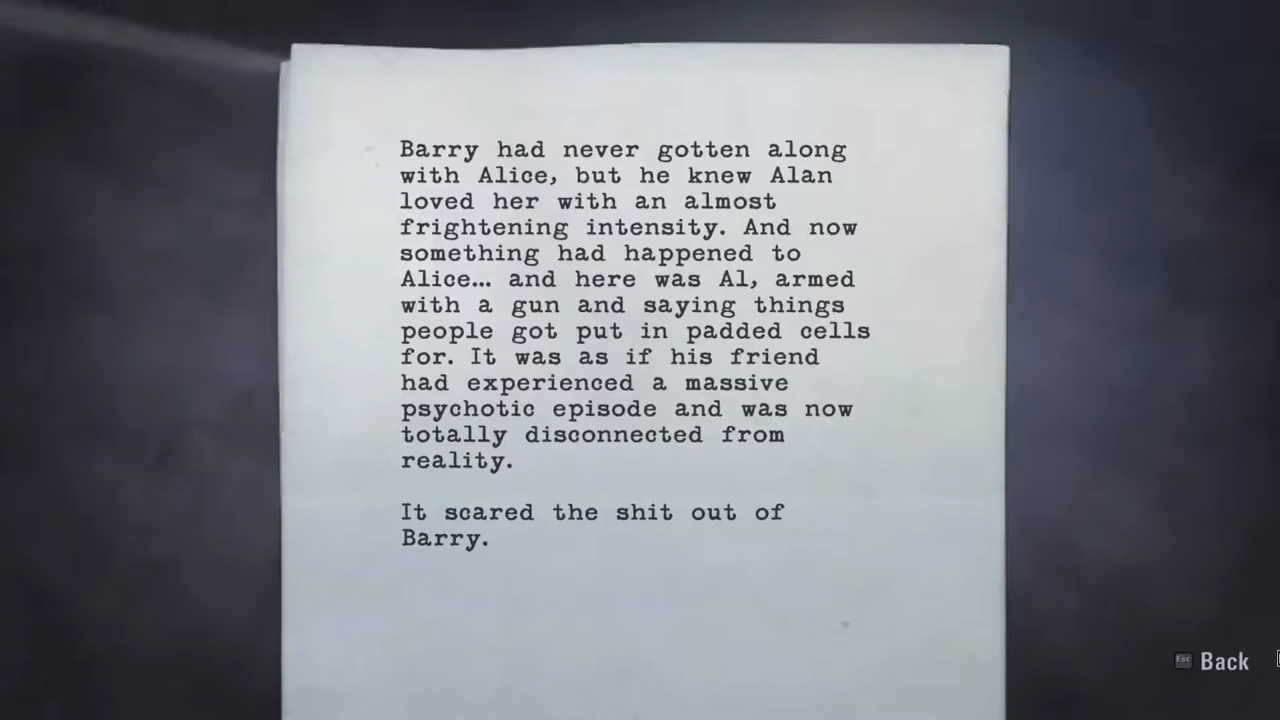 Barry had never gotten along
with Alice, but he knew Alan
loved her with an almost
frightening intensity. And now
something had happened to
Alice… and here was Al, armed
with a gun and saying things
people got put in padded cells
for. It was as if his friend
had experienced a massive
psychotic episode and was now
totally disconnected from
reality.

It scared the shit out of
Barry.
Esc Back